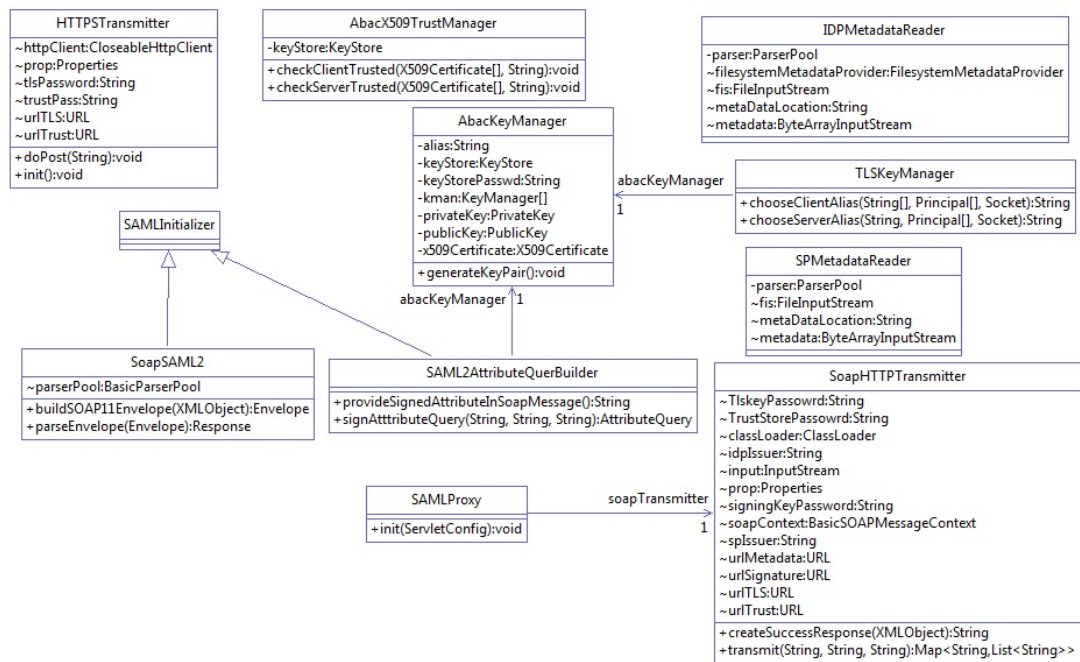 HTTPSTransmitter
~httpClient:CloseableHttpClient
~prop:Properties
~tlsPassword:String
~trustPass:String
~urlTLS:URL
~urlTrust:URL
+doPost(String):void
+init():void
AbacX509TrustManager
-keyStore:KeyStore
+checkClientTrusted(X509Certificate[], String):void
+checkServerTrusted(X509Certificate[], String):void
IDPMetadataReader
-parser:ParserPool
~filesystemMetadataProvider:FilesystemMetadataProvider
~fis:FileInputStream
~metaDataLocation:String
~metadata:ByteArrayInputStream
AbacKeyManager
-alias:String
-keyStore:KeyStore
-keyStorePasswd:String
-kman:KeyManager[]
-privateKey:PrivateKey
-publicKey:PublicKey
-x509Certificate:X509Certificate
+generateKeyPair():void
abacKeyManager
1
TLSKeyManager
+chooseClientAlias(String[], Principal[], Socket):String
+chooseServerAlias(String, Principal[], Socket):String
SAMLInitializer
SPMetadataReader
-parser:ParserPool
~fis:FileInputStream
~metaDataLocation:String
~metadata:ByteArrayInputStream
abacKeyManager
1
SoapSAML2
~parserPool:BasicParserPool
+buildSOAP11Envelope(XMLObject):Envelope
+parseEnvelope(Envelope):Response
SAML2AttributeQuerBuilder
+provideSignedAttributeInSoapMessage():String
+signAtttributeQuery(String, String, String):AttributeQuery
SoapHTTPTransmitter
~TlskeyPassowrd:String
~TrustStorePassowrd:String
~classLoader:ClassLoader
~idpIssuer:String
~input:InputStream
~prop:Properties
~signingKeyPassword:String
~soapContext:BasicSOAPMessageContext
~spIssuer:String
~urlMetadata:URL
~urlSignature:URL
~urlTLS:URL
~urlTrust:URL
+createSuccessResponse(XMLObject):String
+transmit(String, String, String):Map<String,List<String>>
SAMLProxy
+init(ServletConfig):void
soapTransmitter
1